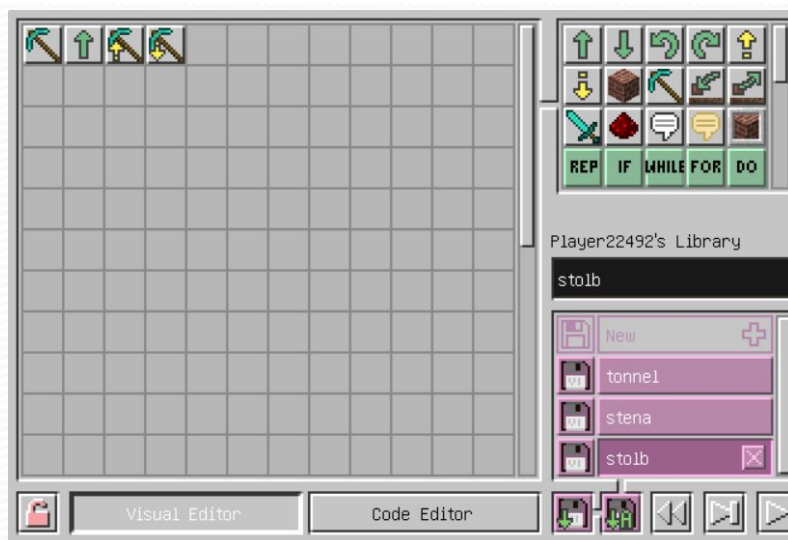 REP IF WHILE FOR DO
Player22492's Library
stolb
New
tonnel
stena
stolb
Visual Editor
Code Editor